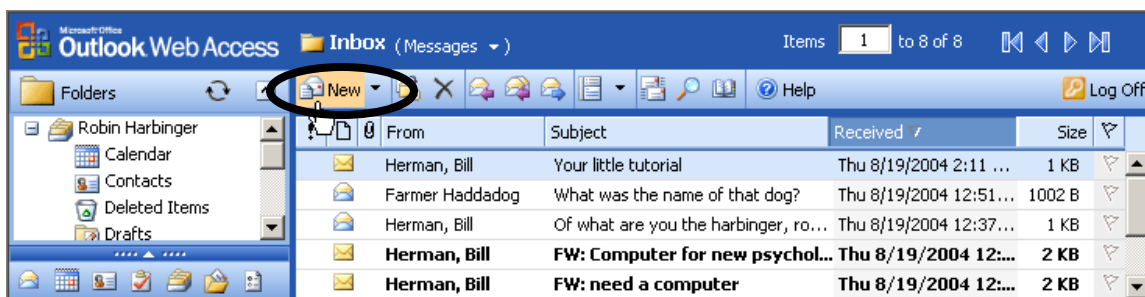 Microsoft Office
Outlook Web Access Inbox (Messages ) Items 1 to 8 of 8
Folders New Help Log Off
Robin Harbinger From Subject Received Size
Calendar Herman, Bill Your little tutorial Thu 8/19/2004 2:11 ... 1 KB
Contacts Farmer Haddadog What was the name of that dog? Thu 8/19/2004 12:51... 1002 B
Deleted Items Herman, Bill Of what are you the harbinger, ro... Thu 8/19/2004 12:37... 1 KB
Drafts Herman, Bill FW: Computer for new psychol... Thu 8/19/2004 12:... 2 KB
Herman, Bill FW: need a computer Thu 8/19/2004 12:... 2 KB